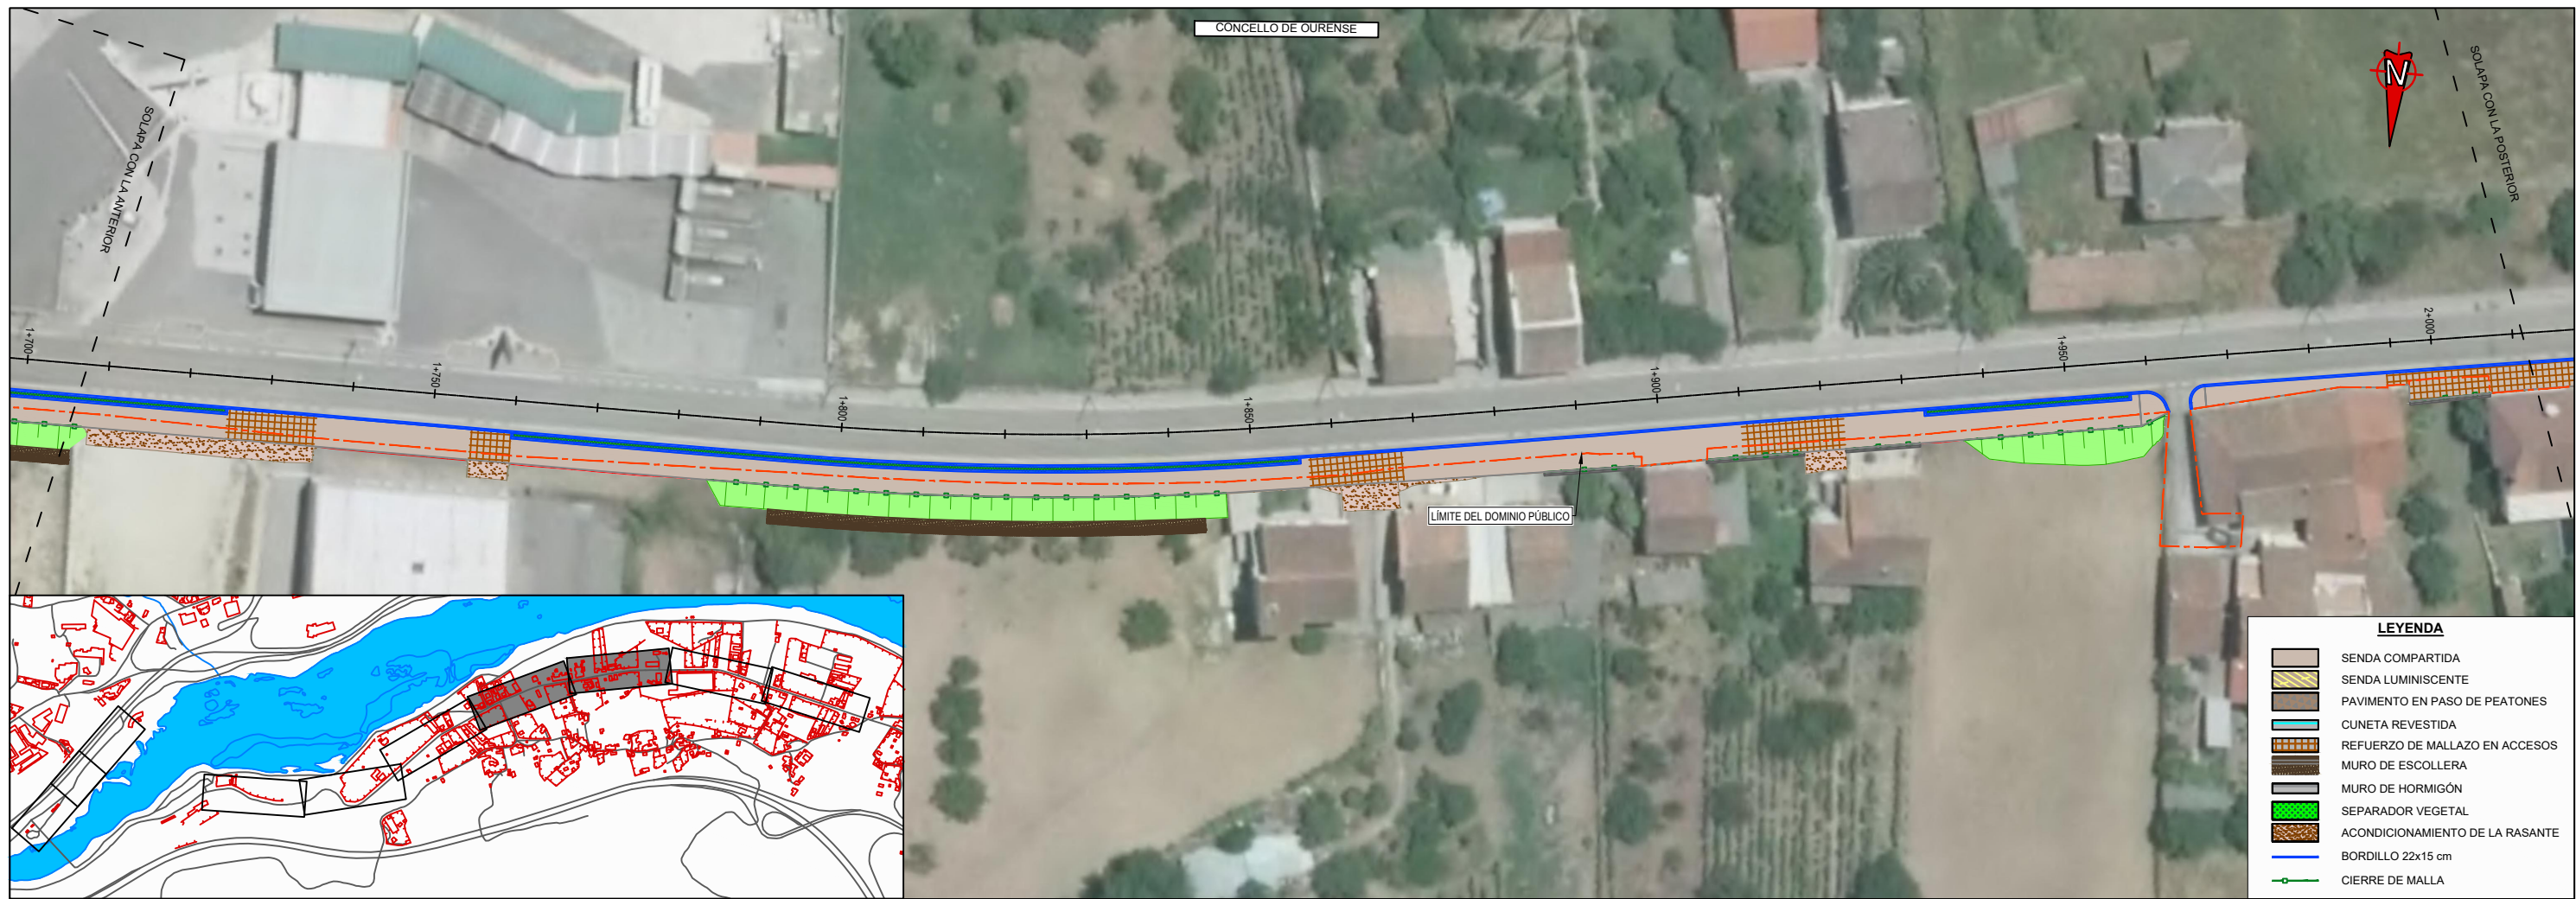 CONCELLO DE OURENSE
SOLAPA CON LA ANTERIOR
SOLAPA CON LA POSTERIOR
N
1+700
1+750
1+800
1+850
1+900
1+950
2+000
LÍMITE DEL DOMINIO PÚBLICO
LEYENDA
SENDA COMPARTIDA
SENDA LUMINISCENTE
PAVIMENTO EN PASO DE PEATONES
CUNETA REVESTIDA
REFUERZO DE MALLAZO EN ACCESOS
MURO DE ESCOLLERA
MURO DE HORMIGÓN
SEPARADOR VEGETAL
ACONDICIONAMIENTO DE LA RASANTE
BORDILLO 22x15 cm
CIERRE DE MALLA